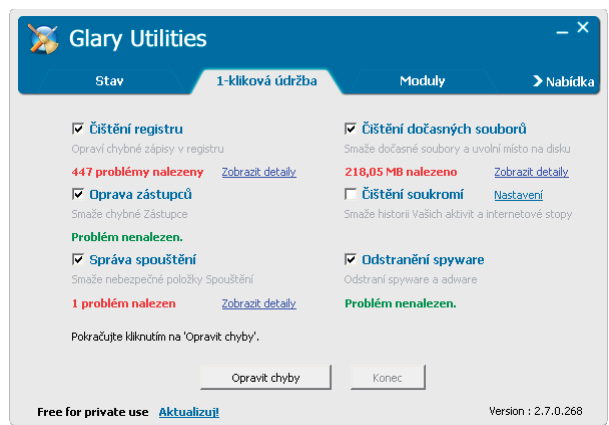 Glary Utilities
Stav
1-kliková údržba
Moduly
Nabídka
Čištění registru
Opraví chybné zápisy v registru
447 problémy nalezeny Zobrazit detaily
Čištění dočasných souborů
Smaže dočasné soubory a uvolní místo na disku
218,05 MB nalezeno Zobrazit detaily
Oprava zástupců
Smaže chybné Zástupce
Problém nenalezen.
Čištění soukromí Nastavení
Smaže historii Vašich aktivit a internetové stopy
Správa spouštění
Smaže nebezpečné položky Spouštění
1 problém nalezen Zobrazit detaily
Odstranění spyware
Odstraní spyware a adware
Problém nenalezen.
Pokračujte kliknutím na 'Opravit chyby'.
Opravit chyby
Konec
Free for private use Aktualizuj!
Version : 2.7.0.268